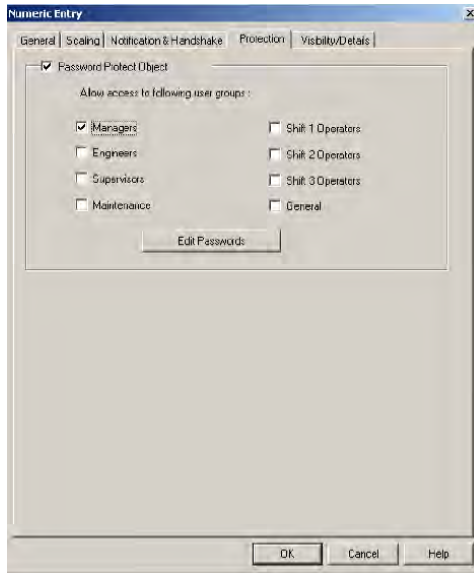 Numeric Entry
General Scaling Notification & Handshake Protection Visibility/Details
Password Protect Object
Allow access to following user groups :
Managers Shift 1 Operators
Engineers Shift 2 Operators
Supervisors Shift 3 Operators
Maintenance General
Edit Passwords
OK Cancel Help